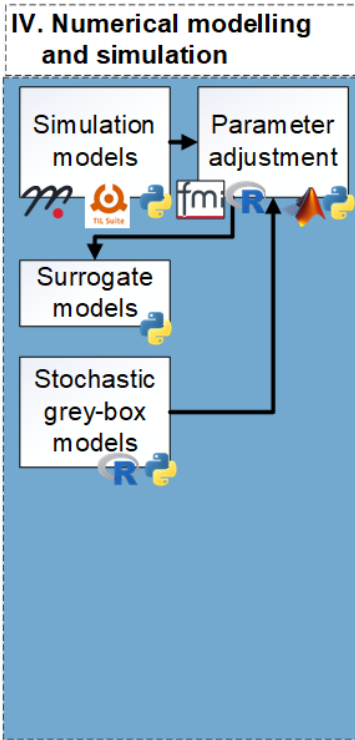 IV. Numerical modelling
and simulation
Simulation
models
Parameter
adjustment
TIL Suite
fmi
R
Surrogate
models
Stochastic
grey-box
models
R